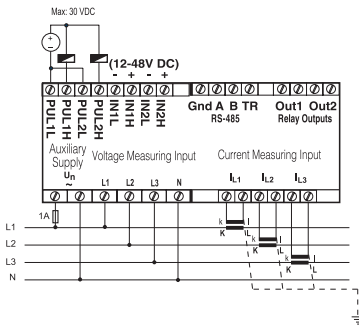 Max: 30 VDC
+
-
(12-48V DC)
- + - +
PUL1L PUL1H PUL2L PUL2H IN1L IN1H IN2L IN2H
Gnd A B TR Out1 Out2
RS-485 Relay Outputs
Auxiliary Supply Voltage Measuring Input Current Measuring Input
Un ~ L1 L2 L3 N IL1 IL2 IL3
1A
L1
k l
K L
L2
k l
K L
L3
k l
K L
N